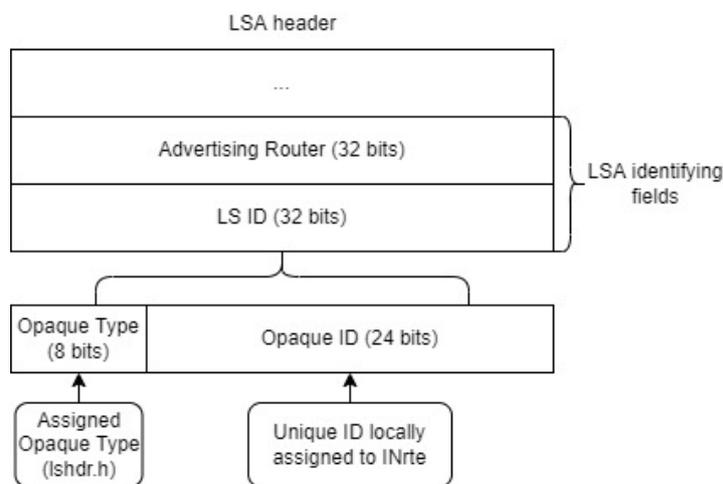 LSA header
...
Advertising Router (32 bits)
LS ID (32 bits)
LSA identifying
fields
Opaque Type
(8 bits)
Opaque ID (24 bits)
Assigned
Opaque Type
(lshdr.h)
Unique ID locally
assigned to INrte